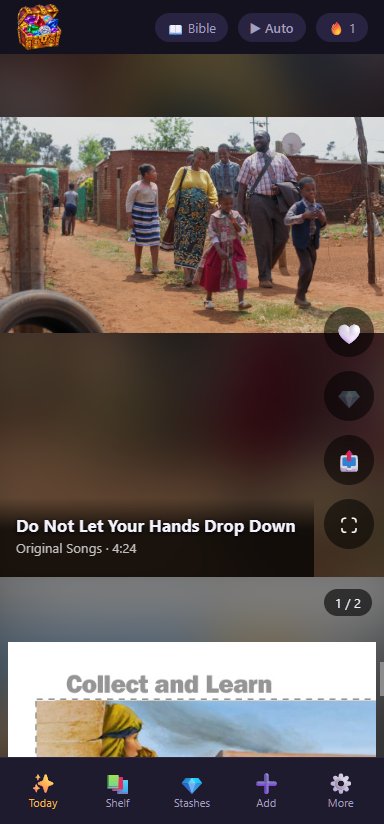 Bible
Auto
1
Do Not Let Your Hands Drop Down
Original Songs · 4:24
1 / 2
Collect and Learn
Today
Shelf
Stashes
Add
More